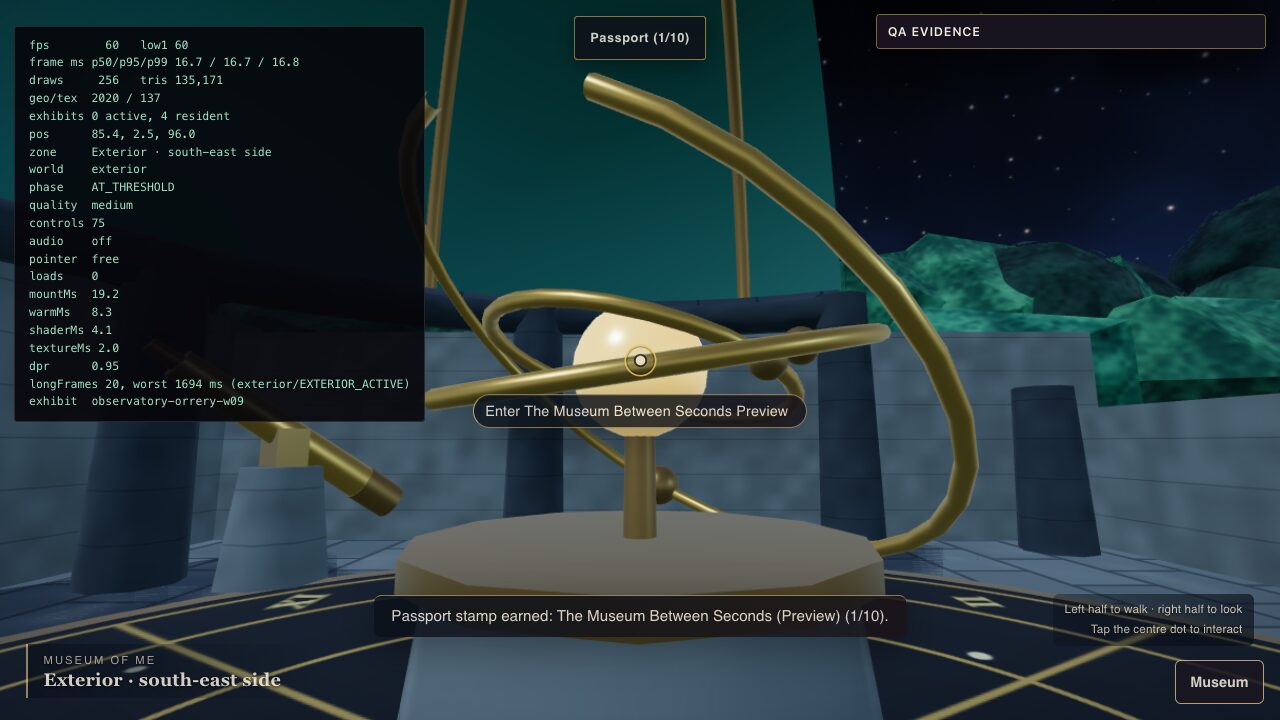 fps 60 low1 60
frame ms p50/p95/p99 16.7 / 16.7 / 16.8
draws 256 tris 135,171
geo/tex 2020 / 137
exhibits 0 active, 4 resident
pos 85.4, 2.5, 96.0
zone Exterior · south-east side
world exterior
phase AT_THRESHOLD
quality medium
controls 75
audio off
pointer free
loads 0
mountMs 19.2
warmMs 8.3
shaderMs 4.1
textureMs 2.0
dpr 0.95
longFrames 20, worst 1694 ms (exterior/EXTERIOR_ACTIVE)
exhibit observatory-orrery-w09
Passport (1/10)
QA EVIDENCE
Enter The Museum Between Seconds Preview
Passport stamp earned: The Museum Between Seconds (Preview) (1/10).
Left half to walk · right half to look
Tap the centre dot to interact
MUSEUM OF ME
Exterior · south-east side
Museum